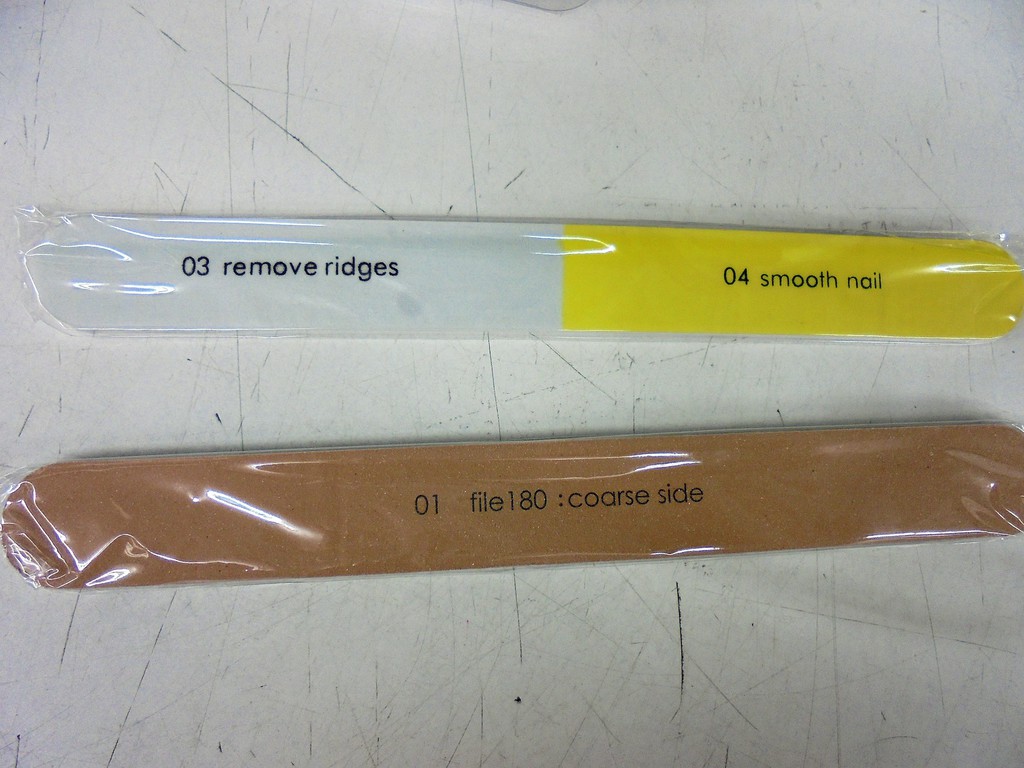 03 remove ridges
04 smooth nail
01 file180 :coarse side